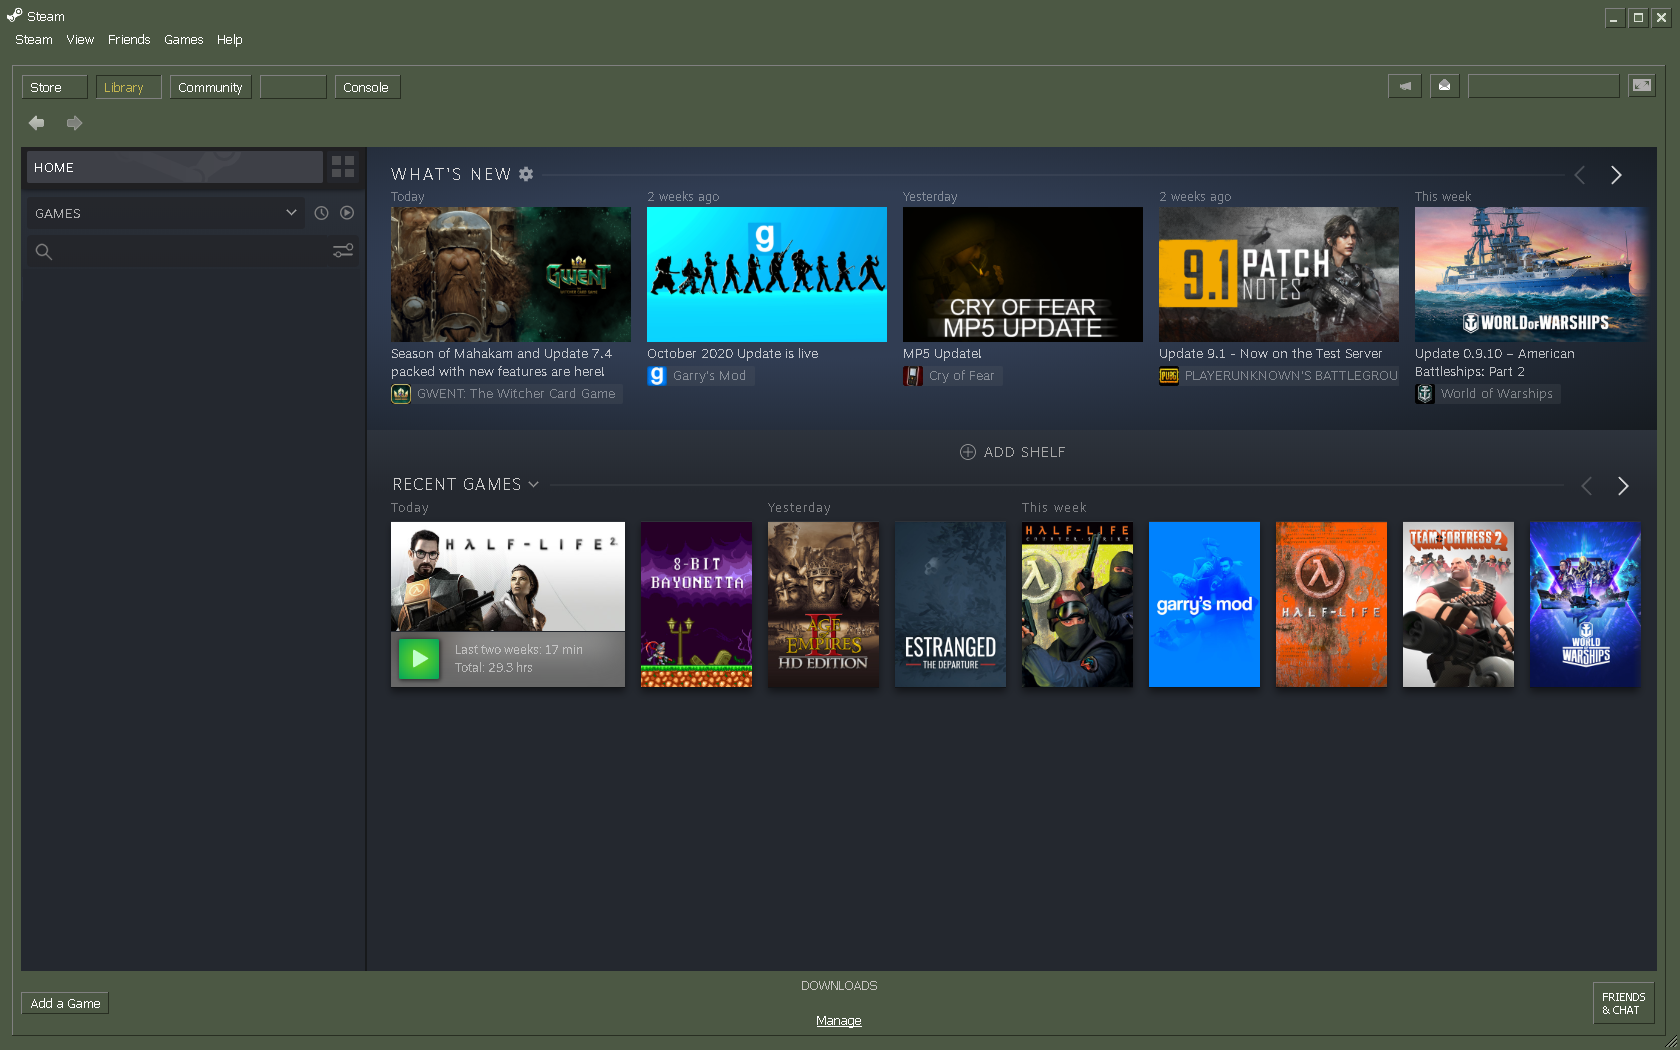 Steam
Steam View Friends Games Help
Store Library Community Console
HOME
GAMES
WHAT'S NEW
Today
2 weeks ago
Yesterday
2 weeks ago
This week
GWENT
g
CRY OF FEAR
MP5 UPDATE
9.1 PATCH
NOTES
WORLD OF WARSHIPS
Season of Mahakam and Update 7.4
packed with new features are here!
GWENT: The Witcher Card Game
October 2020 Update is live
g Garry's Mod
MP5 Update!
Cry of Fear
Update 9.1 - Now on the Test Server
PUBG PLAYERUNKNOWN'S BATTLEGROU
Update 0.9.10 – American
Battleships: Part 2
World of Warships
ADD SHELF
RECENT GAMES
Today
Yesterday
This week
HALF-LIFE 2
Last two weeks: 17 min
Total: 29.3 hrs
8-BIT
BAYONETTA
AGE
OF
EMPIRES
II
HD EDITION
ESTRANGED
THE DEPARTURE
HALF-LIFE
COUNTER-STRIKE
garry's mod
HALF-LIFE
TEAM FORTRESS 2
WORLD
OF
WARSHIPS
Add a Game
DOWNLOADS
Manage
FRIENDS
& CHAT